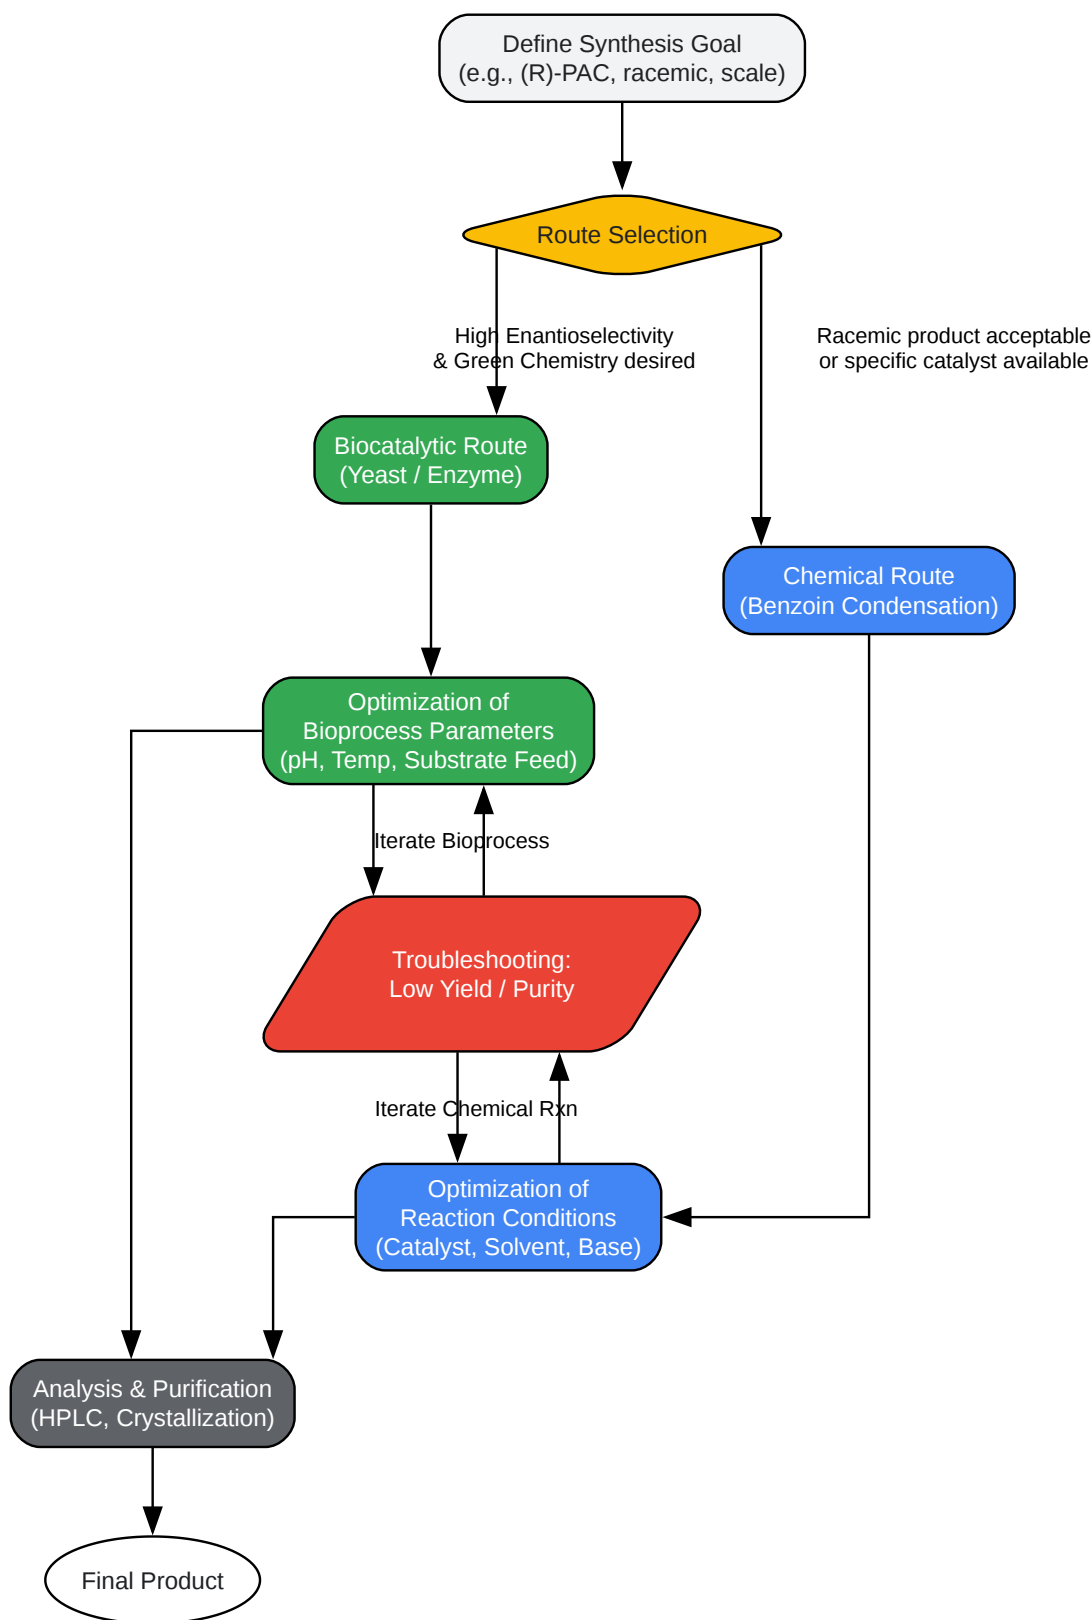 Define Synthesis Goal
(e.g., (R)-PAC, racemic, scale)
Route Selection
High Enantioselectivity
& Green Chemistry desired
Racemic product acceptable
or specific catalyst available
Biocatalytic Route
(Yeast / Enzyme)
Chemical Route
(Benzoin Condensation)
Optimization of
Bioprocess Parameters
(pH, Temp, Substrate Feed)
Iterate Bioprocess
Troubleshooting:
Low Yield / Purity
Iterate Chemical Rxn
Optimization of
Reaction Conditions
(Catalyst, Solvent, Base)
Analysis & Purification
(HPLC, Crystallization)
Final Product